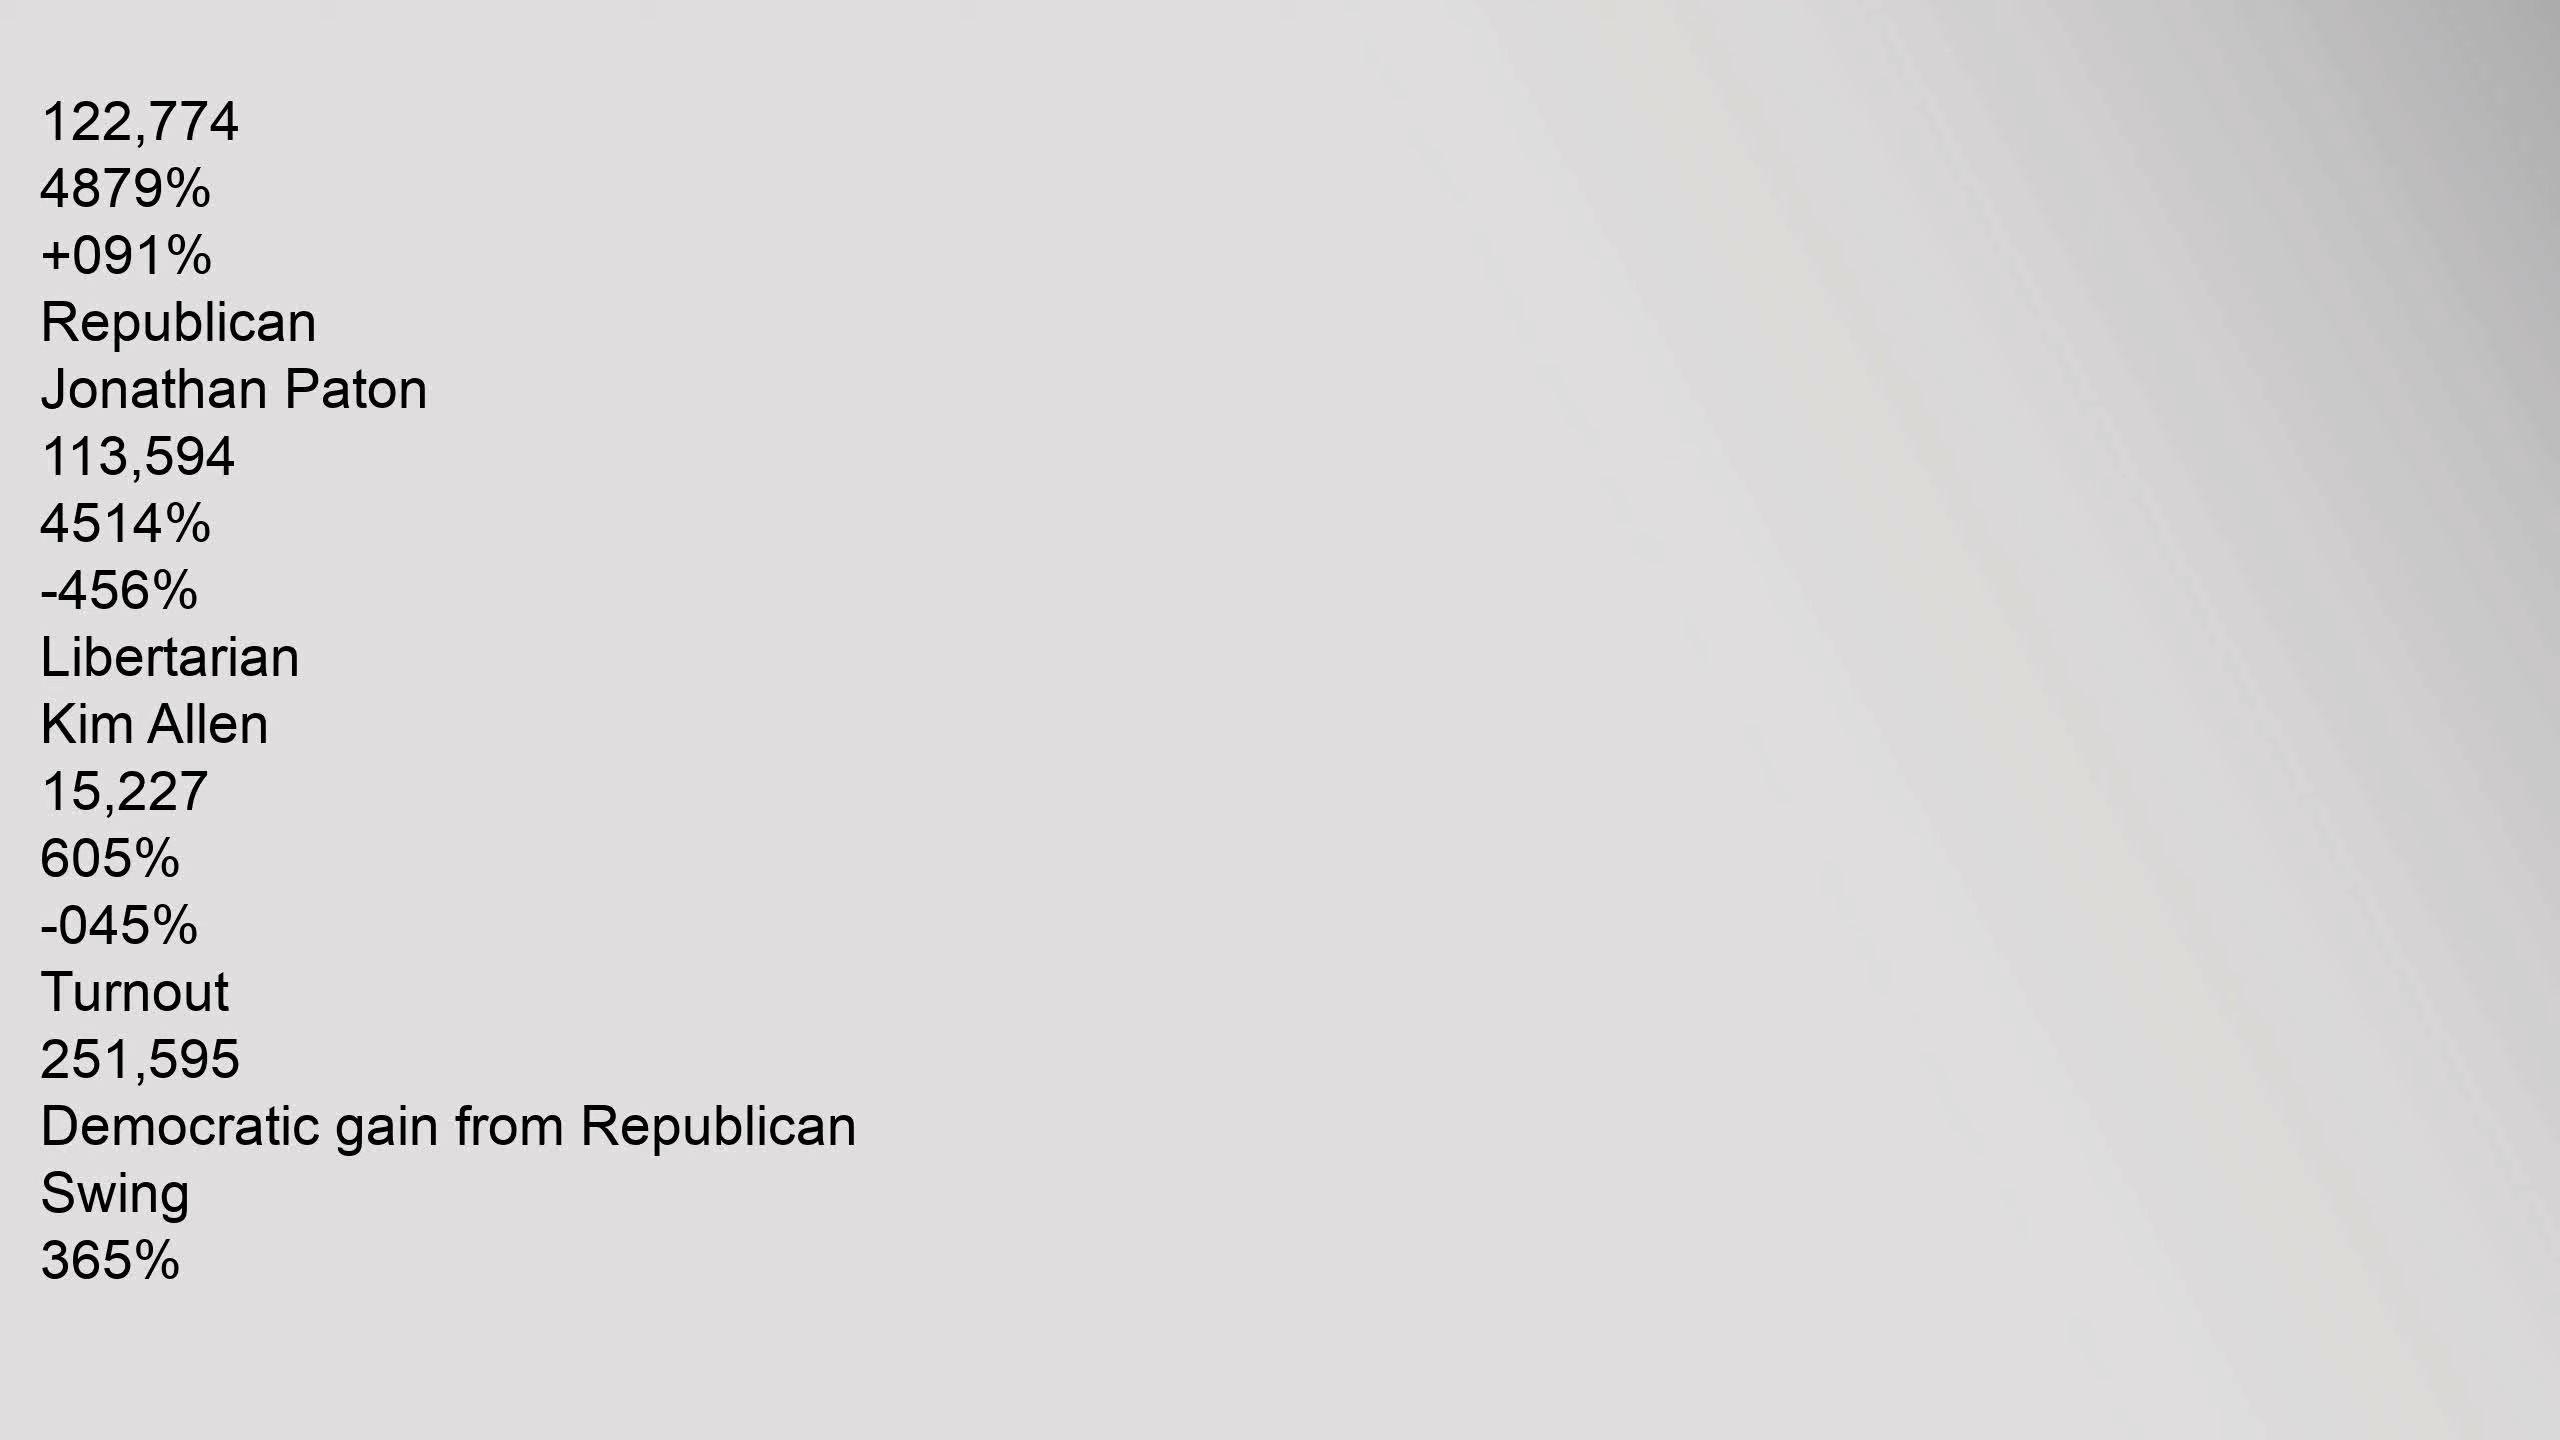 122,774
4879%
+091%
Republican
Jonathan Paton
113,594
4514%
-456%
Libertarian
Kim Allen
15,227
605%
-045%
Turnout
251,595
Democratic gain from Republican
Swing
365%